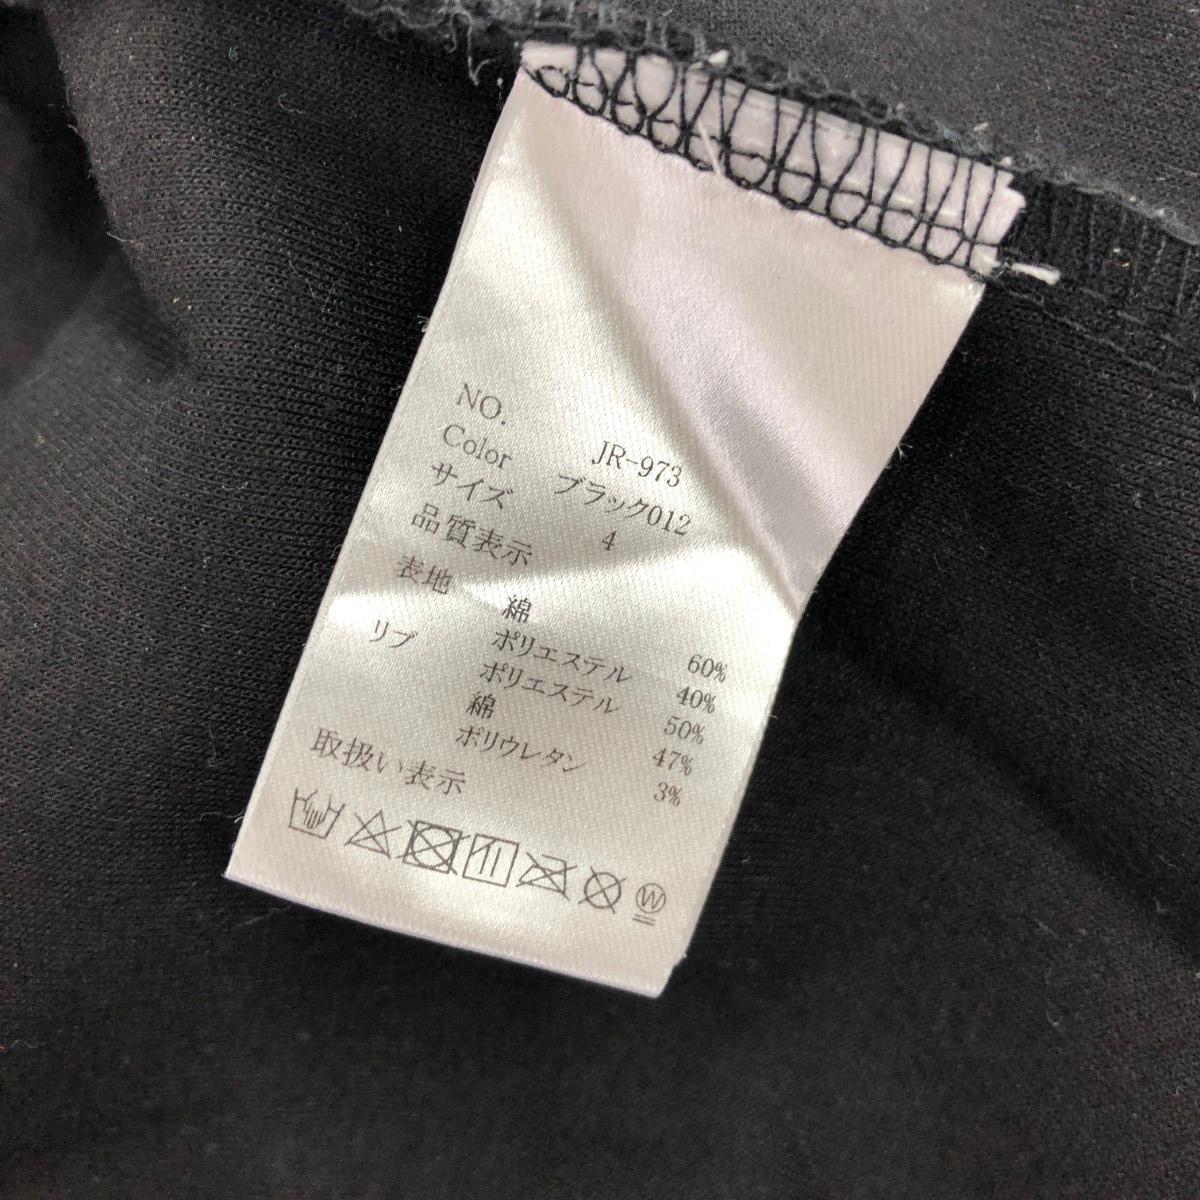 NO. JR-973
Color ブラック012
サイズ 4
品質表示
表地 綿 60%
ポリエステル 40%
リブ ポリエステル 50%
綿 47%
ポリウレタン 3%
取扱い表示
W